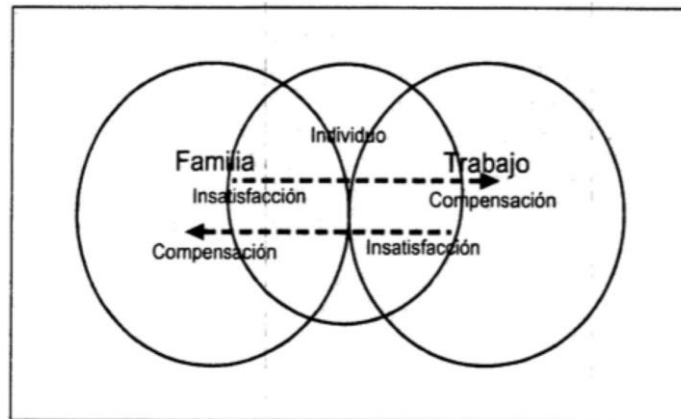 Individuo
Familia
Trabajo
Insatisfacción
Compensación
Compensación
Insatisfacción